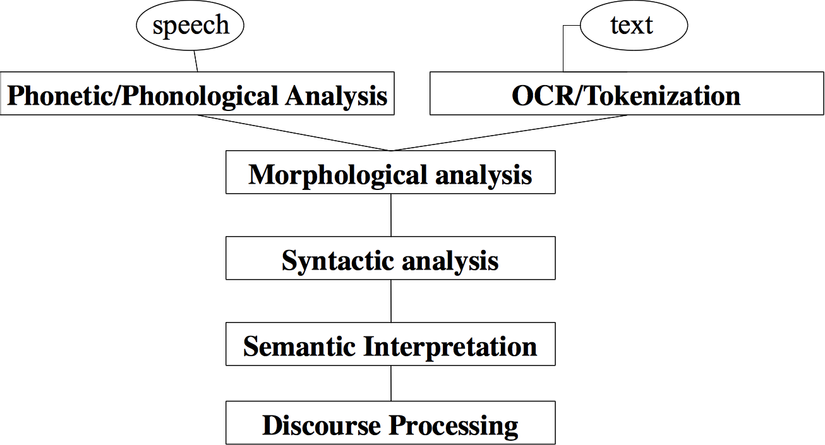 speech
text
Phonetic/Phonological Analysis
OCR/Tokenization
Morphological analysis
Syntactic analysis
Semantic Interpretation
Discourse Processing